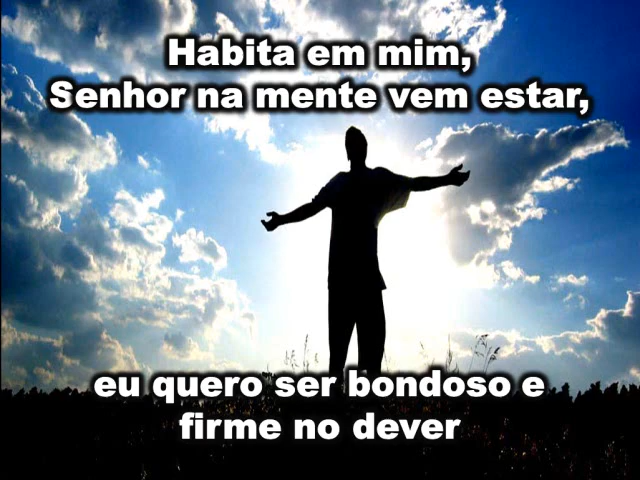 Habita em mim,
Senhor na mente vem estar,
eu quero ser bondoso e
firme no dever